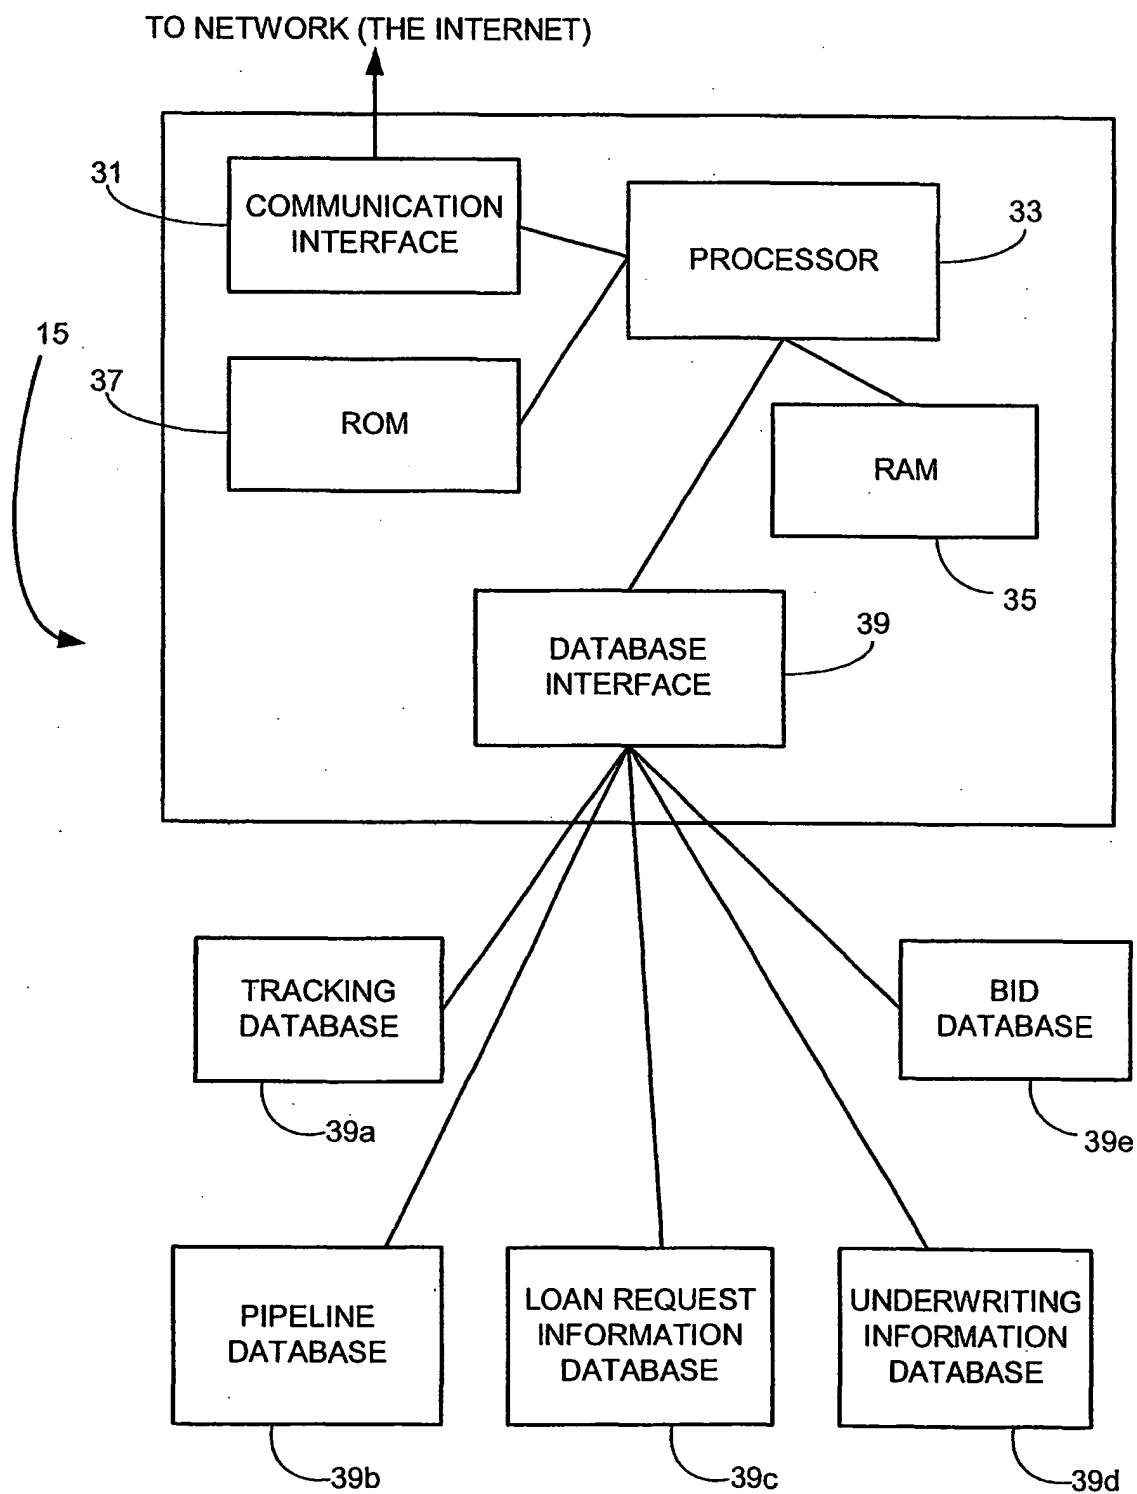 TO NETWORK (THE INTERNET)
31
COMMUNICATION
INTERFACE
PROCESSOR
33
15
37
ROM
RAM
35
DATABASE
INTERFACE
39
TRACKING
DATABASE
39a
BID
DATABASE
39e
PIPELINE
DATABASE
39b
LOAN REQUEST
INFORMATION
DATABASE
39c
UNDERWRITING
INFORMATION
DATABASE
39d